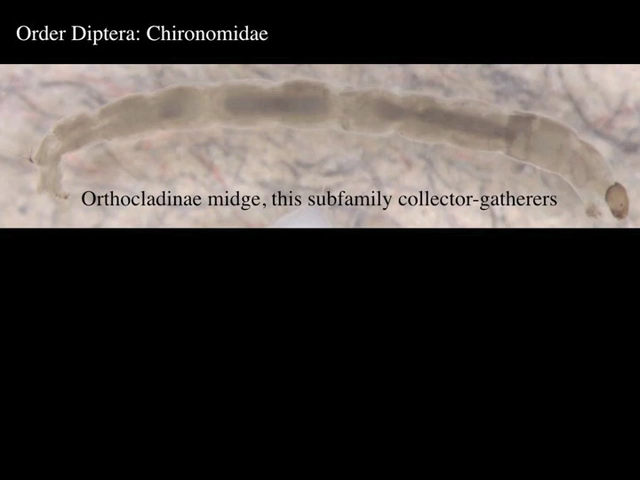 Order Diptera: Chironomidae
Orthocladinae midge, this subfamily collector-gatherers